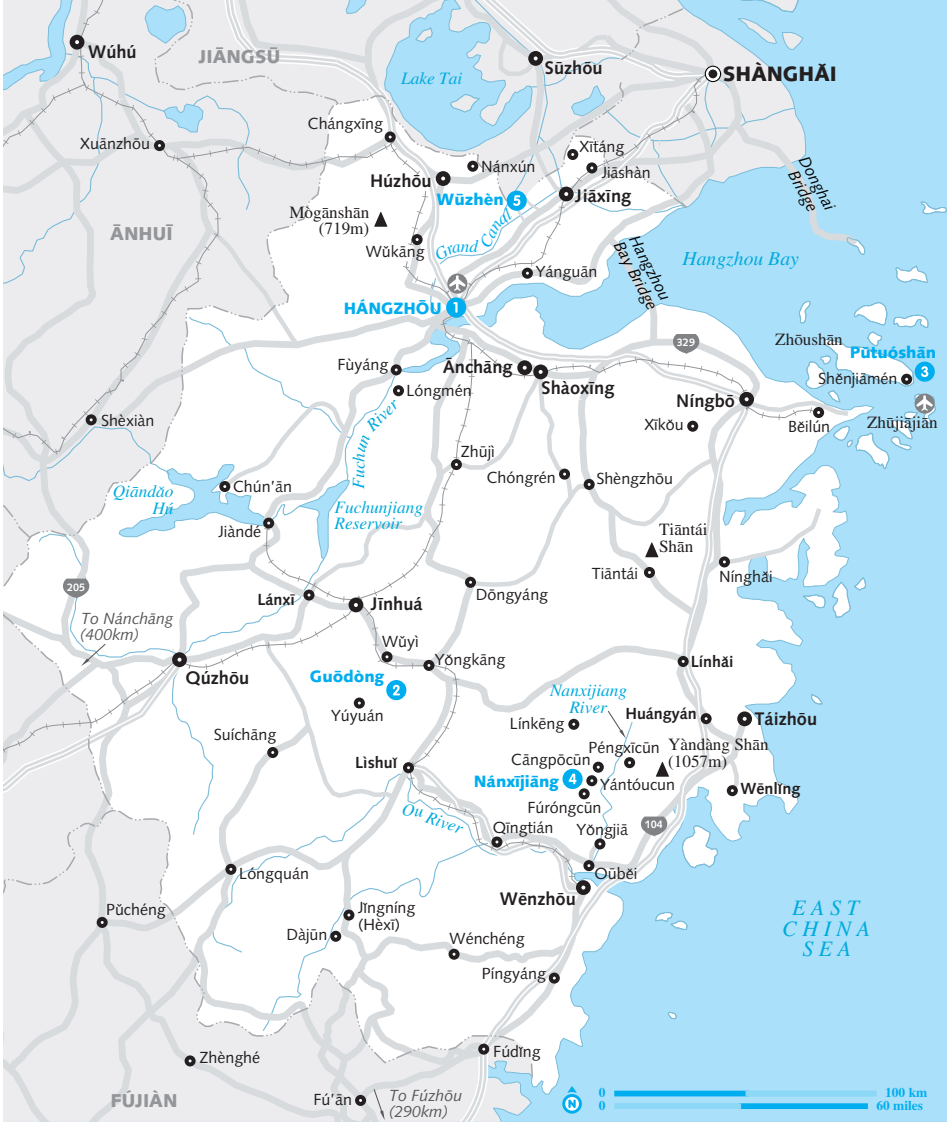 Wúhú
JIĀNGSŪ
Lake Tai
Sūzhōu
SHÀNGHǍI
Chángxīng
Xuānzhōu
Xītáng
Nánxún
Jiāshàn
Húzhōu
Wūzhèn 5
Jiāxīng
Donghai
Bridge
Mògānshān
(719m)
ĀNHUĪ
Grand Canal
Wǔkāng
Yánguān
Hangzhou
Bay Bridge
Hangzhou Bay
HÁNGZHŌU 1
329
Zhōushān
Pǔtuóshān
3
Shěnjiāmén
Fùyáng
Ānchāng
Shàoxīng
Lóngmén
Níngbō
Zhūjiājiān
Shèxiàn
Xīkǒu
Běilún
Fuchun River
Zhūjì
Chóngrén
Shèngzhōu
Qiāndǎo
Hú
Chún'ān
Fuchunjiang
Reservoir
Jiàndé
Tiāntái
Shān
Tiāntái
Nínghǎi
205
Lánxī
Jīnhuá
Dōngyáng
To Nánchāng
(400km)
Wǔyì
Yǒngkāng
Línhǎi
Qúzhōu
Guōdòng
2
Nanxijiang
River
Yúyuán
Línkēng
Huángyán
Táizhōu
Suíchāng
Péngxīcūn
Yàndàng Shān
(1057m)
Lìshuǐ
Cāngpōcūn
Nánxījiāng 4
Yántóucun
Wēnlǐng
Fúróngcūn
Ou River
Qīngtián
Yǒngjiā
104
Lóngquán
Oūběi
Wēnzhōu
Pǔchéng
Jǐngníng
(Hèxī)
EAST
CHINA
SEA
Dàjūn
Wénchéng
Píngyáng
Zhènghé
Fúdǐng
FÚJIÀN
Fú'ān
To Fúzhōu
(290km)
N
0 100 km
0 60 miles